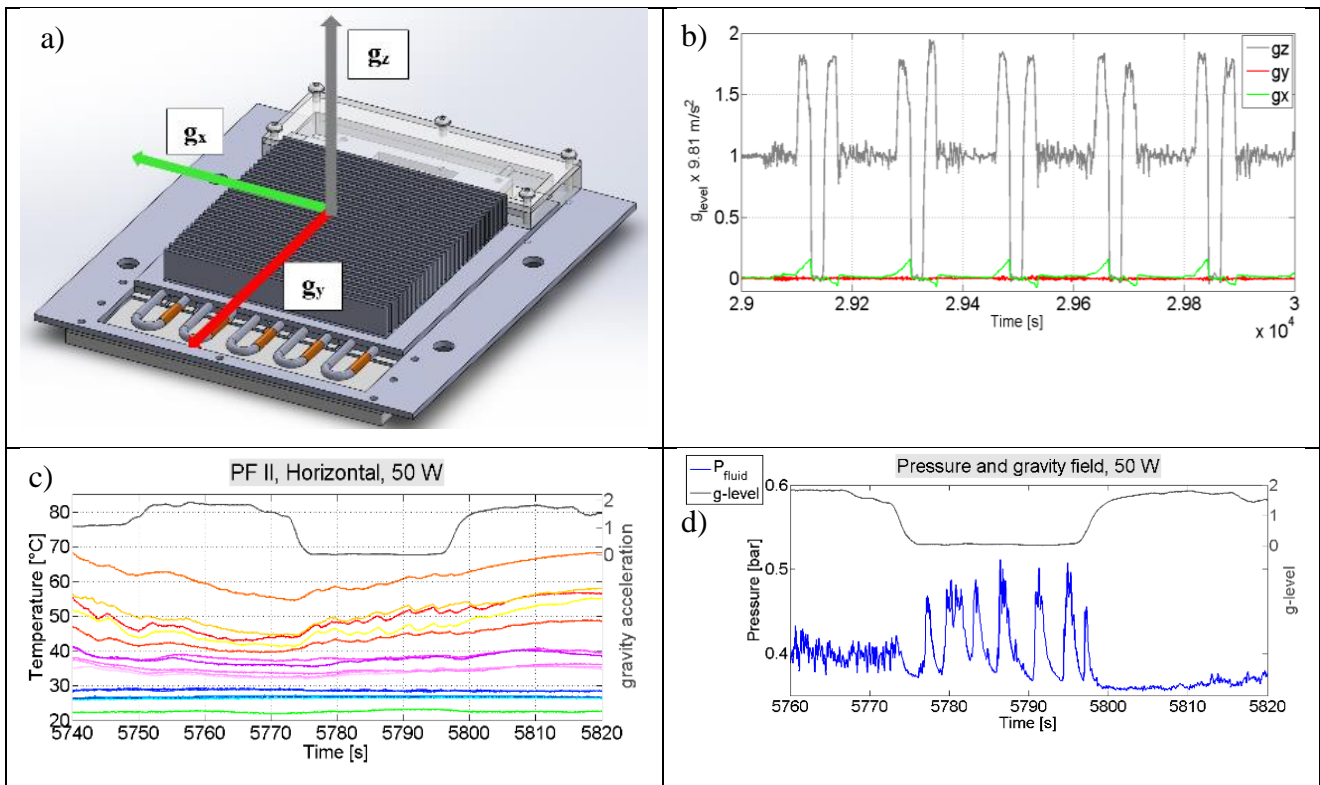 a)
gz
gx
gy
b)
2
1.5
1
0.5
0
glevel x 9.81 m/s2
gz
gy
gx
2.9 2.92 2.94 2.96 2.98 3
Time [s]
x 10^4
c)
PF II, Horizontal, 50 W
80
70
60
50
40
30
20
Temperature [°C]
2
1
0
gravity acceleration
5740 5750 5760 5770 5780 5790 5800 5810 5820
Time [s]
P fluid
g-level
Pressure and gravity field, 50 W
d)
0.6
0.5
0.4
Pressure [bar]
2
1
0
g-level
5760 5770 5780 5790 5800 5810 5820
Time [s]